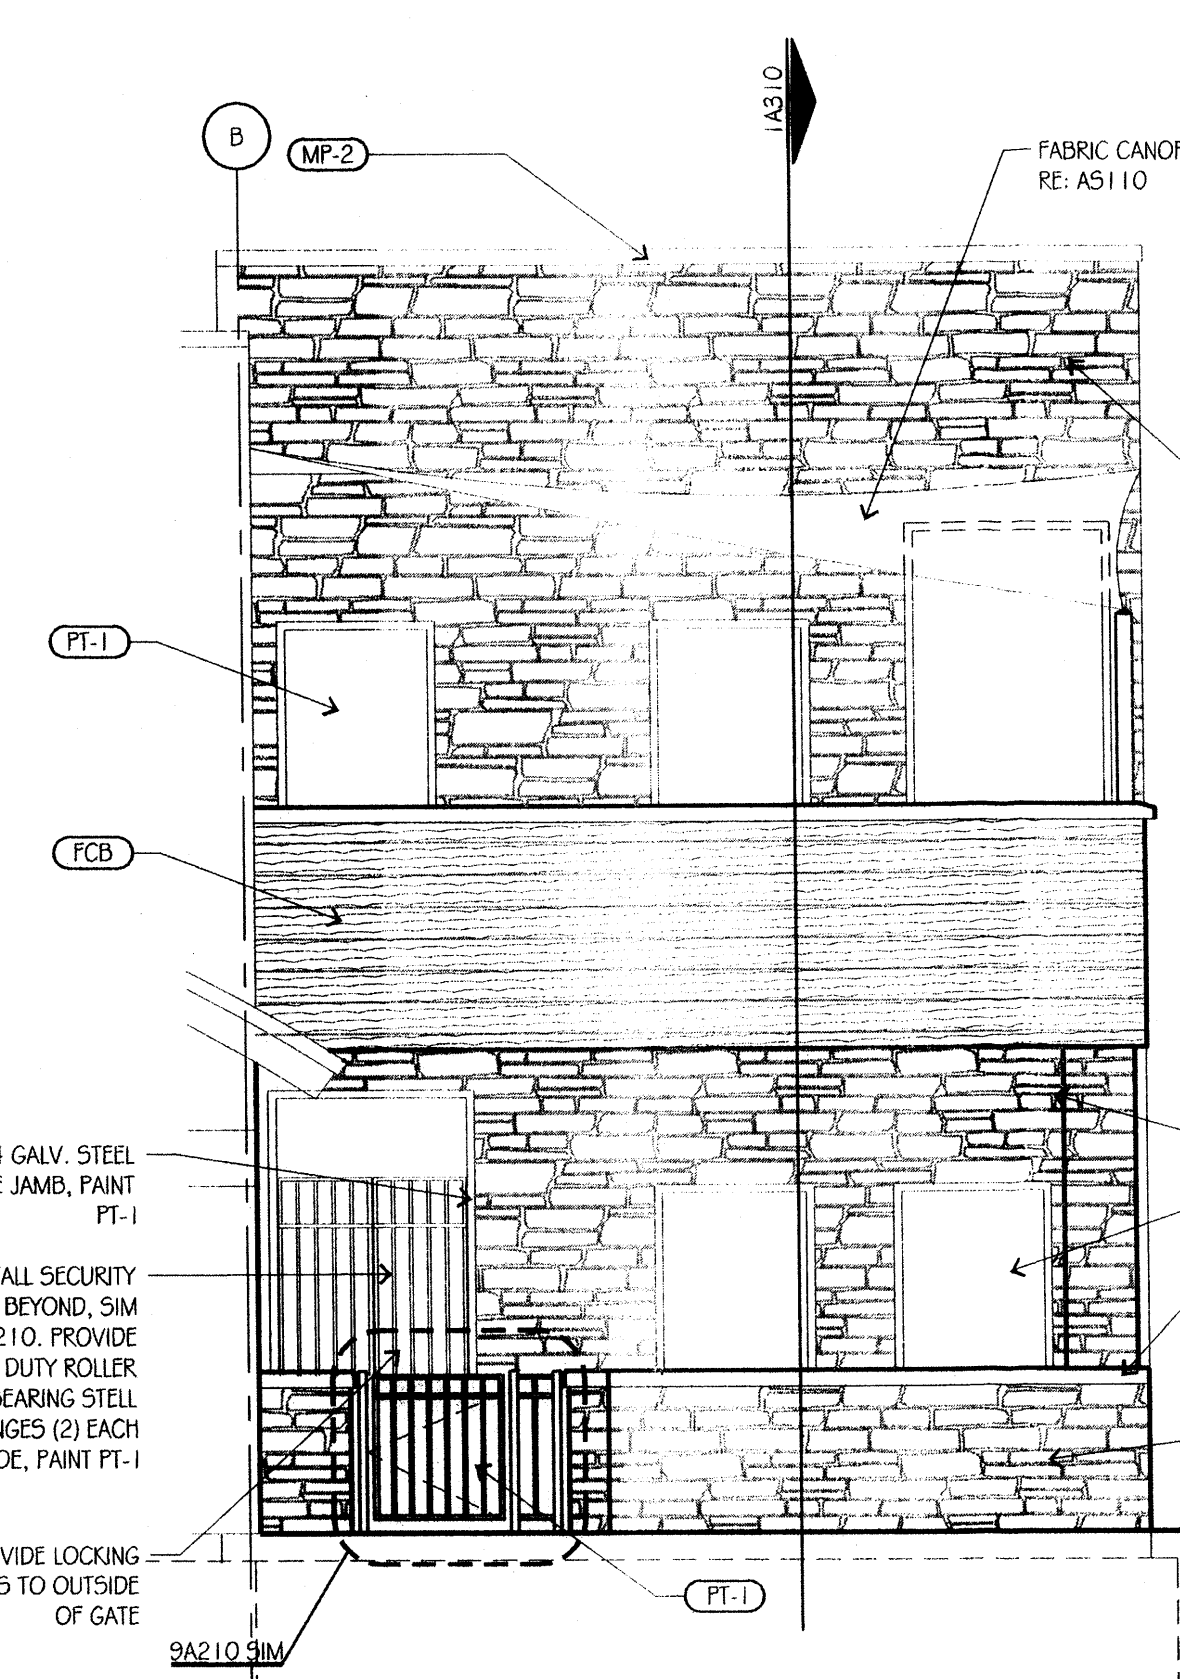 1A310
B
MP-2
FABRIC CANOP
RE: AS110
PT-1
FCB
GALV. STEEL
JAMB, PAINT
PT-1
ALL SECURITY
BEYOND, SIM
210. PROVIDE
DUTY ROLLER
BEARING STELL
NGES (2) EACH
DE, PAINT PT-1
VIDE LOCKING
S TO OUTSIDE
OF GATE
PT-1
9A210 SIM